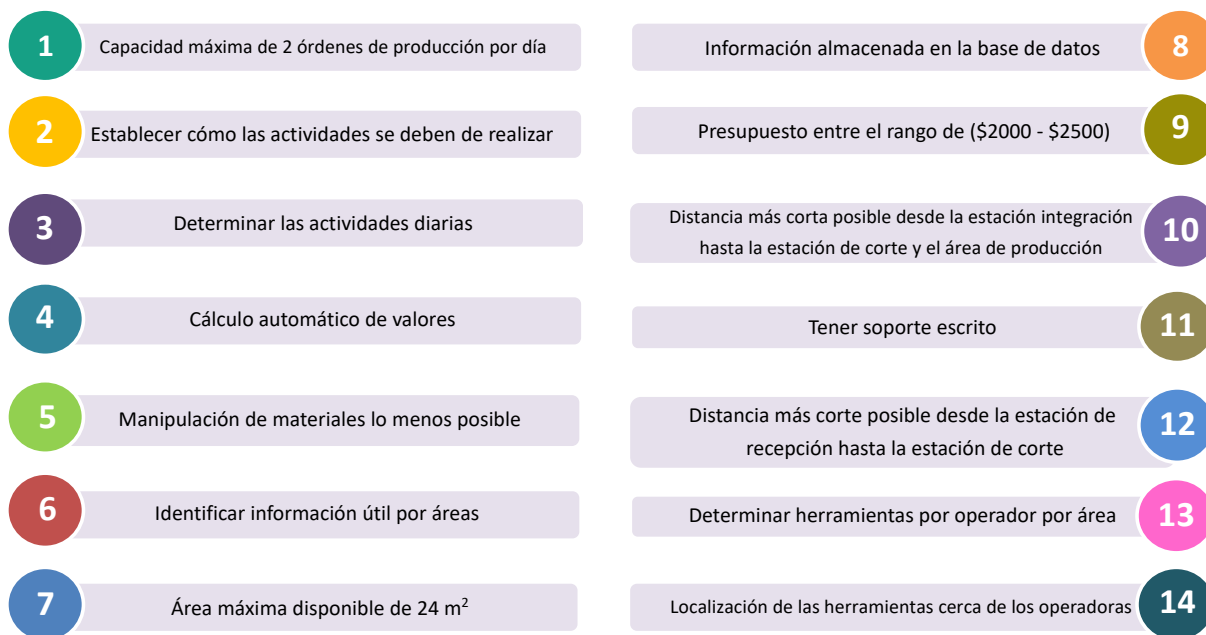 1
Capacidad máxima de 2 órdenes de producción por día
2
Establecer cómo las actividades se deben de realizar
3
Determinar las actividades diarias
4
Cálculo automático de valores
5
Manipulación de materiales lo menos posible
6
Identificar información útil por áreas
7
Área máxima disponible de 24 m²
Información almacenada en la base de datos
8
Presupuesto entre el rango de ($2000 - $2500)
9
Distancia más corta posible desde la estación integración
hasta la estación de corte y el área de producción
10
Tener soporte escrito
11
Distancia más corte posible desde la estación de
recepción hasta la estación de corte
12
Determinar herramientas por operador por área
13
Localización de las herramientas cerca de los operadoras
14